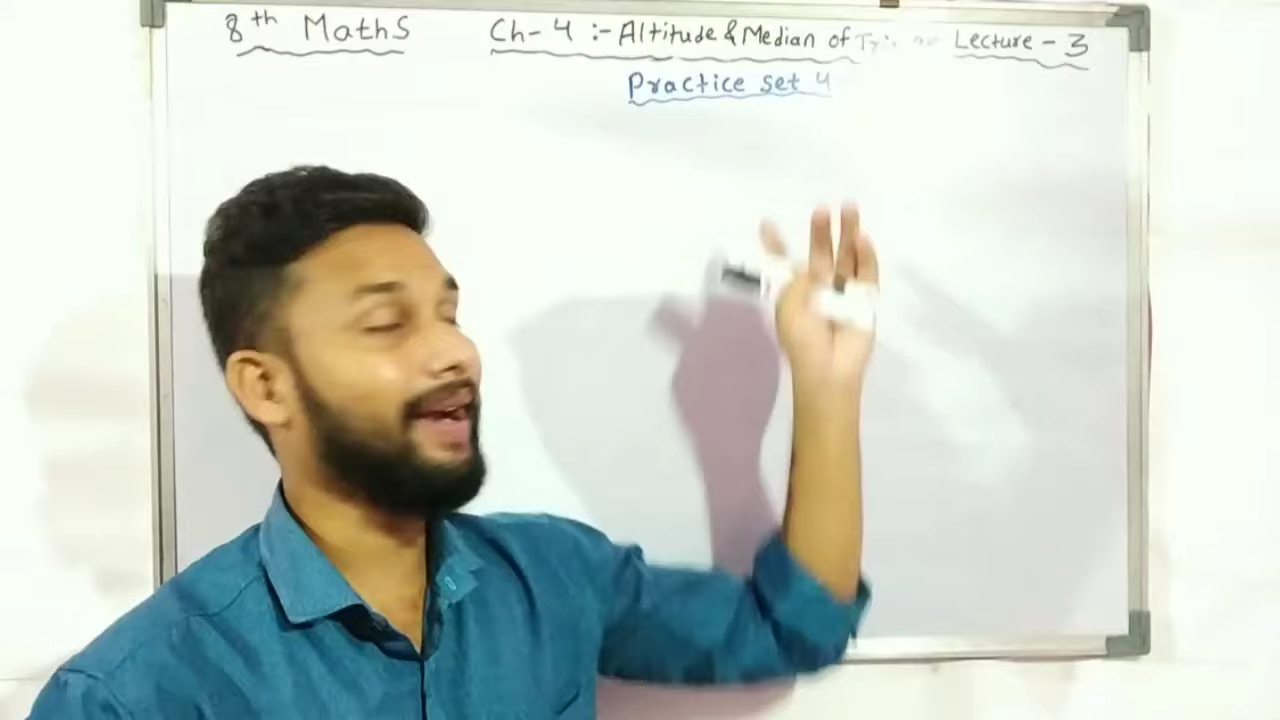 8th Maths Ch-4 :- Altitude & Median of Lecture - 3
Practice set 4